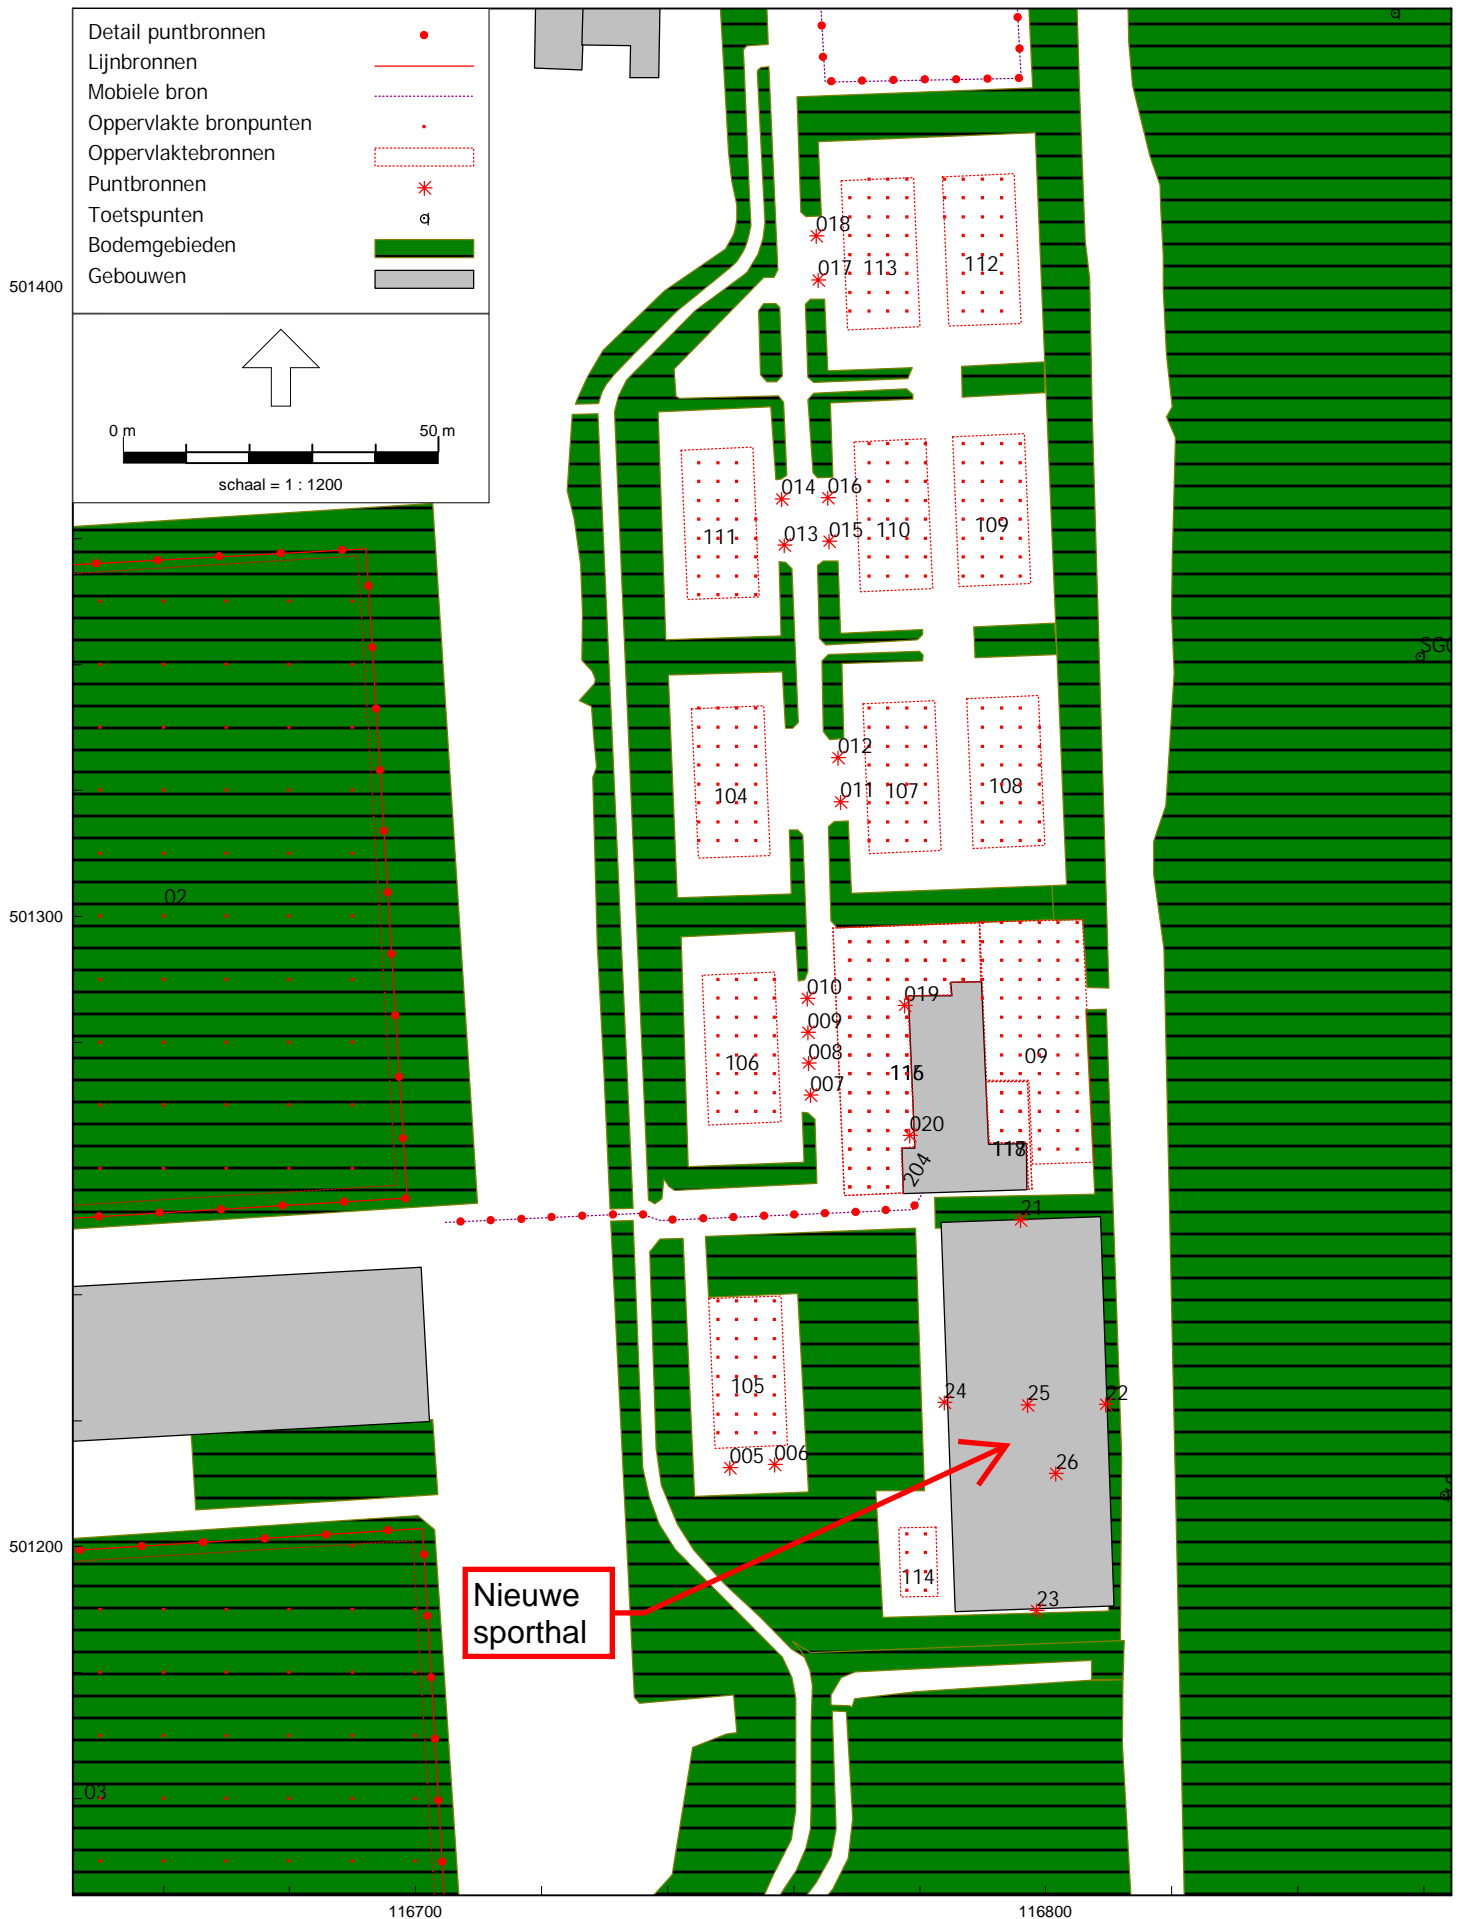 Detail puntbronnen
Lijnbronnen
Mobiele bron
Oppervlakte bronpunten
Oppervlaktebronnen
Puntbronnen
Toetspunten
Bodemgebieden
Gebouwen
0 m 50 m
schaal = 1 : 1200
018
017 113 112
501400
014 016
111 013 015 110 109
012
104 011 107 108
02
501300
010 019
009
106 008 09
007
020
204
21
24 25 22
105
005 006 26
501200
114
23
Nieuwe
sporthal
03
116700 116800